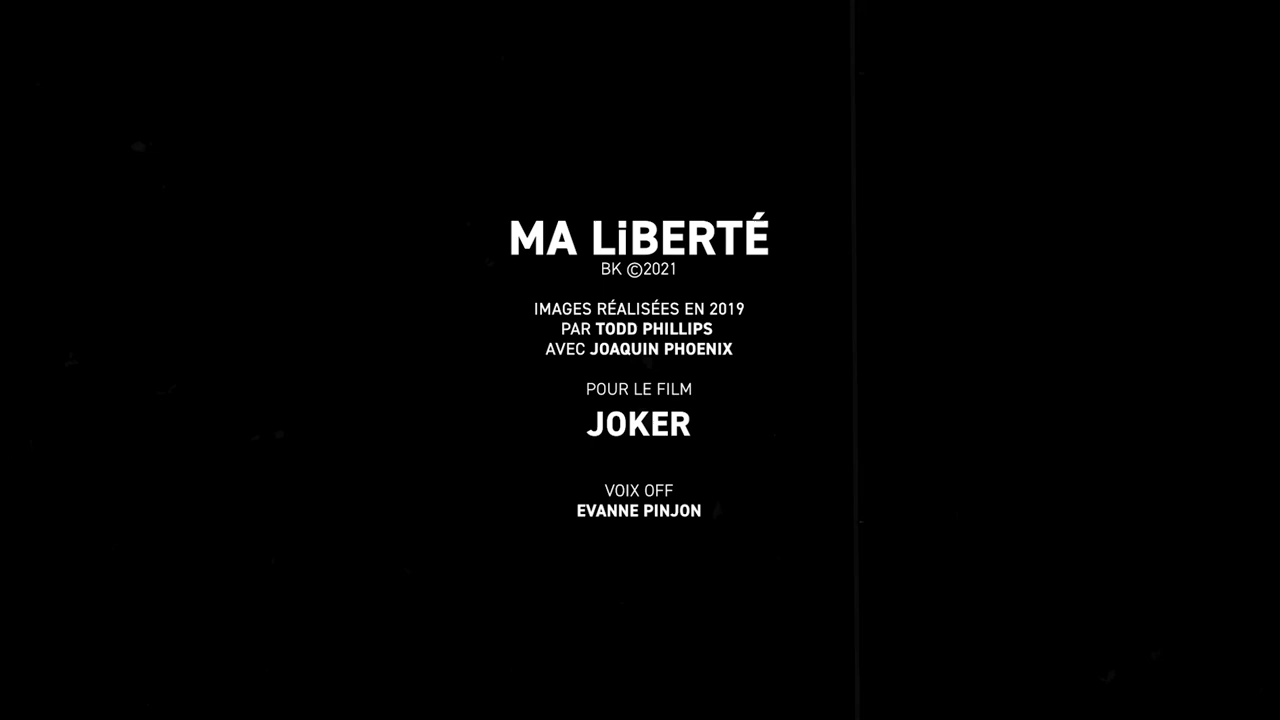 MA LiBERTÉ
BK ©2021
IMAGES RÉALISÉES EN 2019
PAR TODD PHILLIPS
AVEC JOAQUIN PHOENIX
POUR LE FILM
JOKER
VOIX OFF
EVANNE PINJON